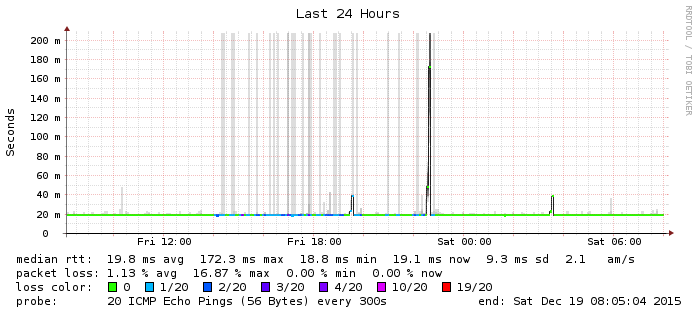 Last 24 Hours
RRDTOOL / TOBI OETIKER
Seconds
200 m
180 m
160 m
140 m
120 m
100 m
80 m
60 m
40 m
20 m
0
Fri 12:00 Fri 18:00 Sat 00:00 Sat 06:00
median rtt: 19.8 ms avg 172.3 ms max 18.8 ms min 19.1 ms now 9.3 ms sd 2.1 am/s
packet loss: 1.13 % avg 16.87 % max 0.00 % min 0.00 % now
loss color: 0 1/20 2/20 3/20 4/20 10/20 19/20
probe: 20 ICMP Echo Pings (56 Bytes) every 300s end: Sat Dec 19 08:05:04 2015